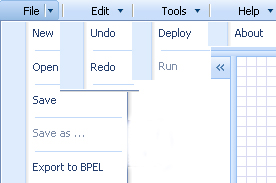 File Edit Tools Help
New Undo Deploy About
Open Redo Run
Save
Save as ...
Export to BPEL